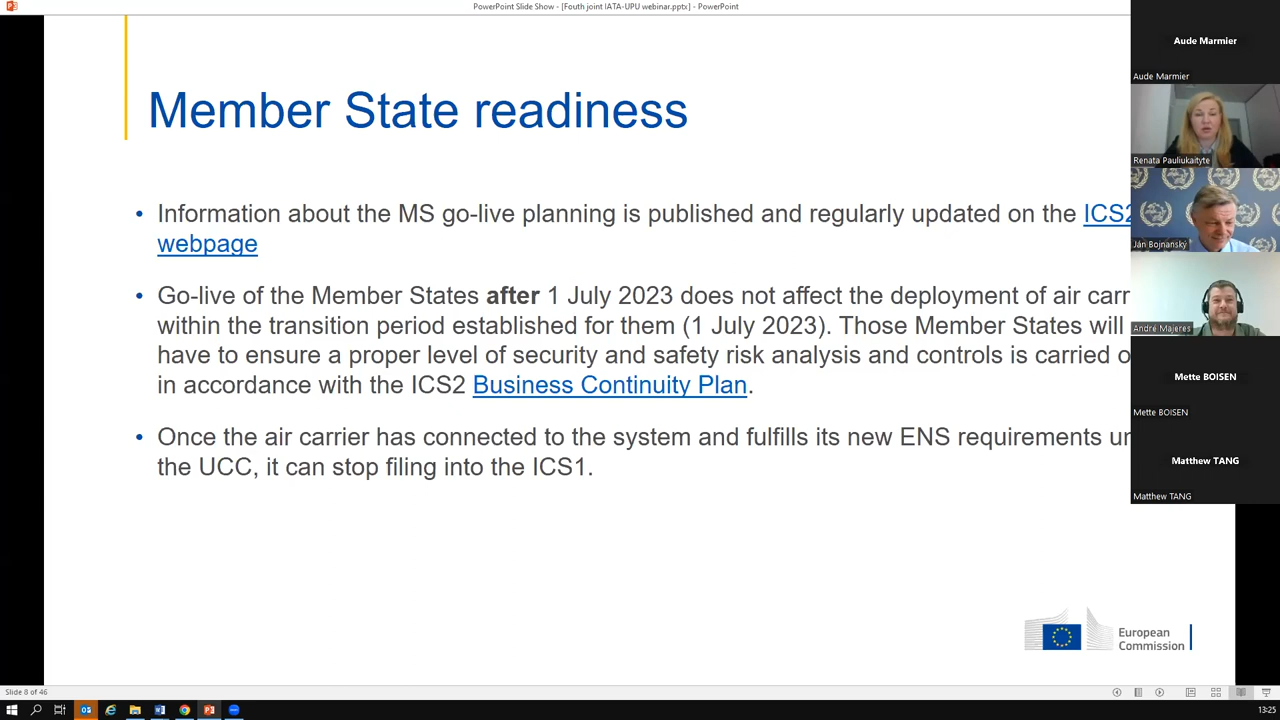 PowerPoint Slide Show - [Fouth joint IATA-UPU webinar.pptx] - PowerPoint
Member State readiness
• Information about the MS go-live planning is published and regularly updated on the ICS2
webpage
• Go-live of the Member States after 1 July 2023 does not affect the deployment of air carr
within the transition period established for them (1 July 2023). Those Member States will
have to ensure a proper level of security and safety risk analysis and controls is carried o
in accordance with the ICS2 Business Continuity Plan.
• Once the air carrier has connected to the system and fulfills its new ENS requirements un
the UCC, it can stop filing into the ICS1.
European
Commission
Aude Marmier
Aude Marmier
Renata Pauliukaityte
Ján Bojnanský
André Majeres
Mette BOISEN
Mette BOISEN
Matthew TANG
Matthew TANG
Slide 8 of 46
13:25